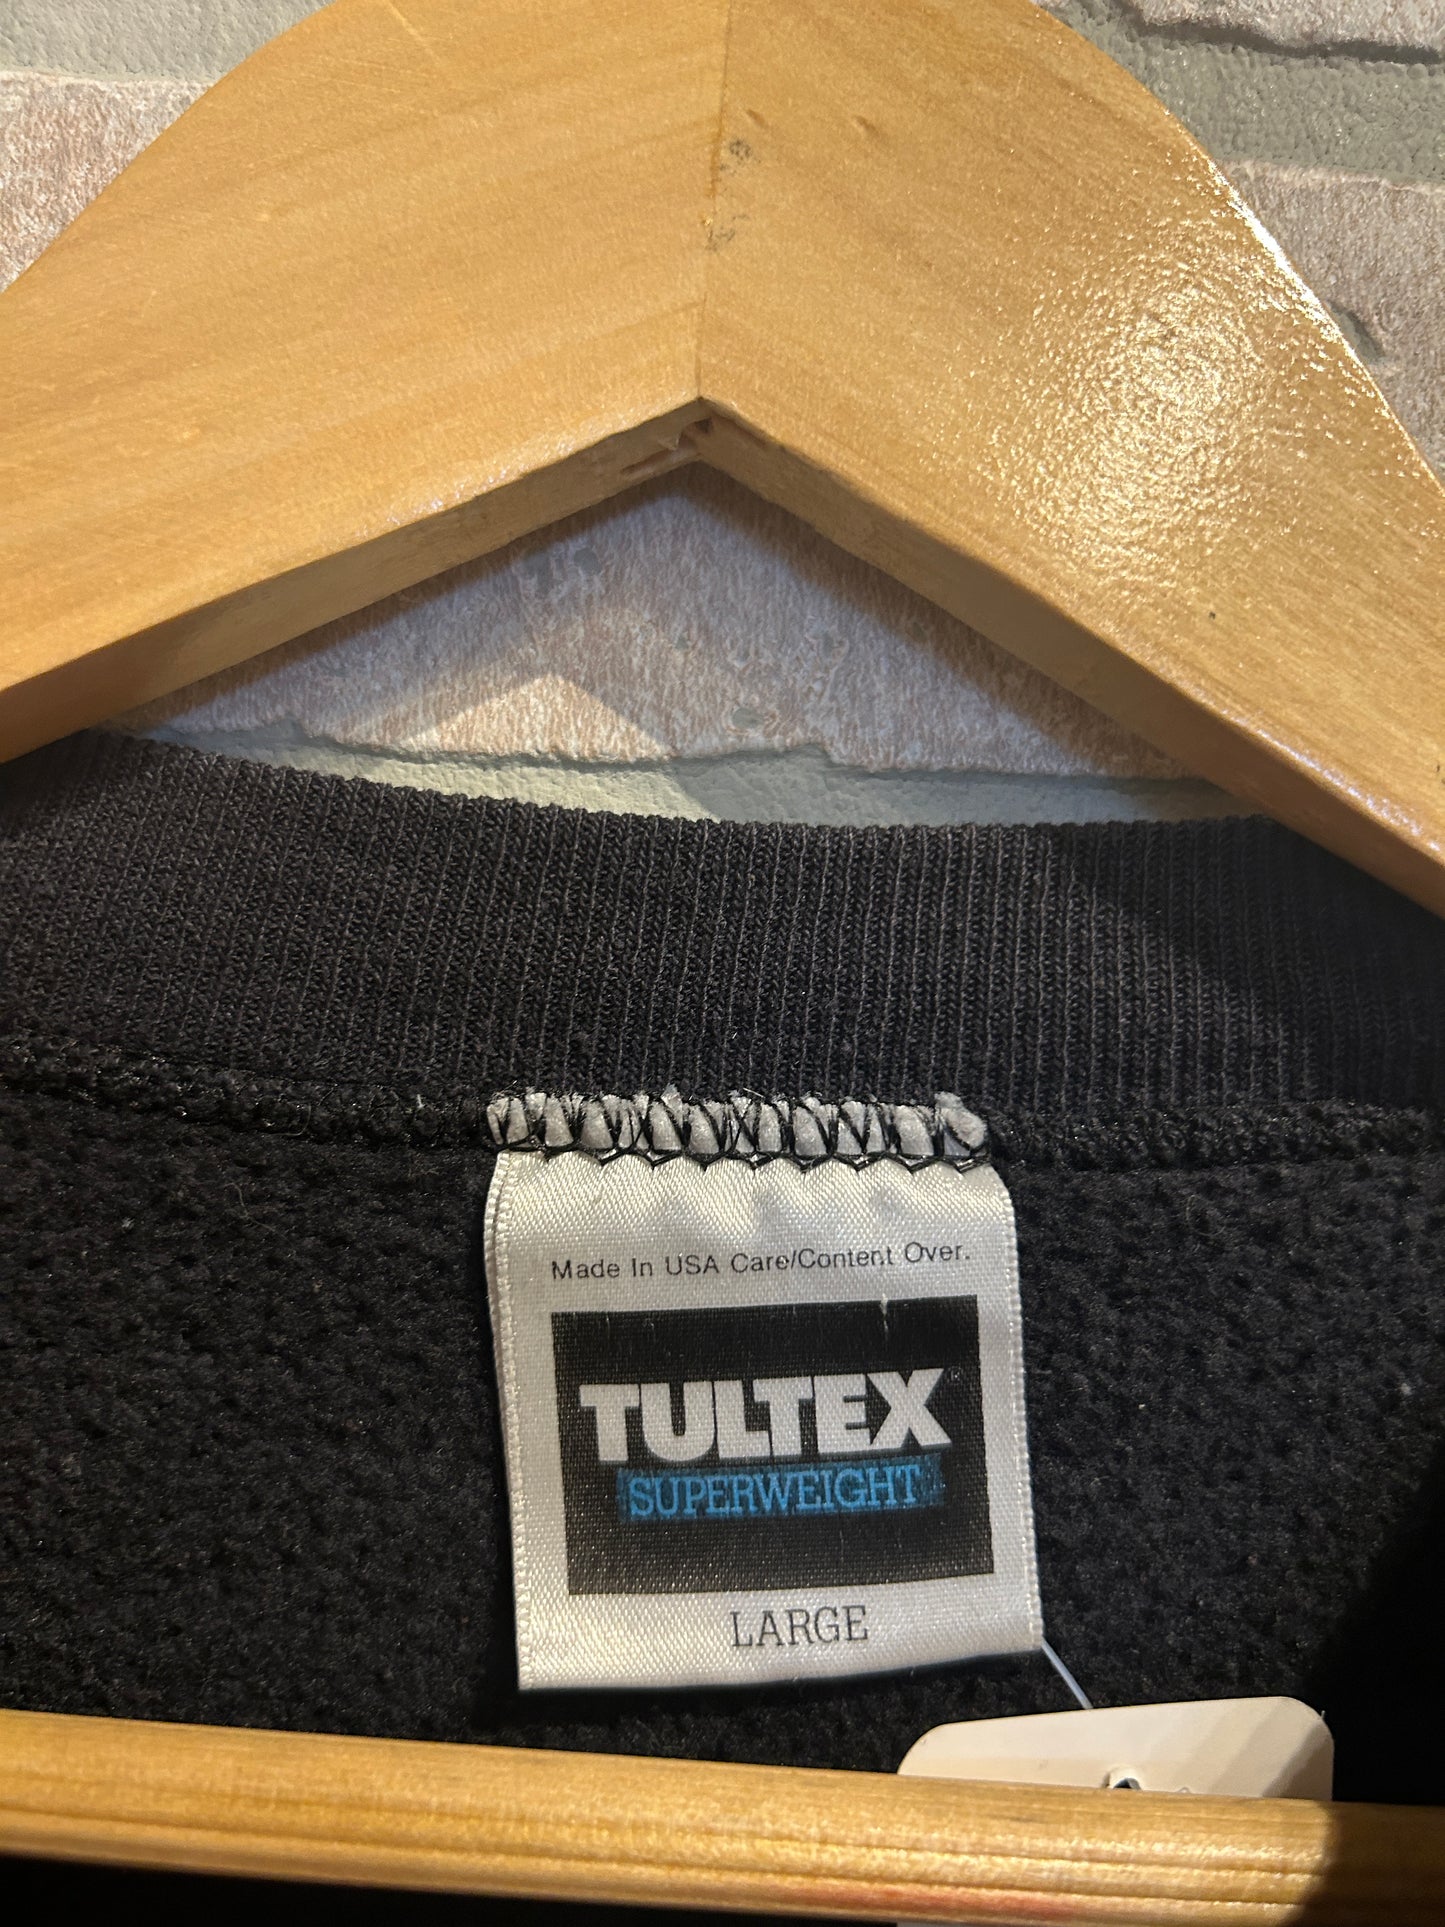 Made In USA Care/Content Over.
TULTEX
SUPERWEIGHT
LARGE